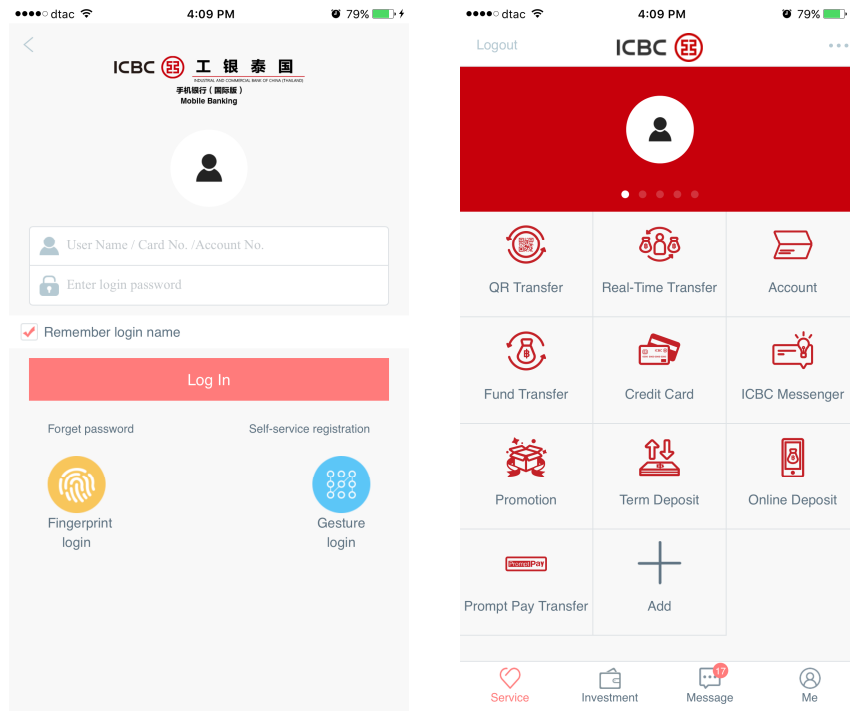 dtac 4:09 PM 79%
ICBC 工银泰国
INDUSTRIAL AND COMMERCIAL BANK OF CHINA (THAILAND)
手机银行（国际版）
Mobile Banking
User Name / Card No. /Account No.
Enter login password
Remember login name
Log In
Forget password Self-service registration
Fingerprint login
Gesture login
dtac 4:09 PM 79%
Logout ICBC
QR Transfer Real-Time Transfer Account
Fund Transfer Credit Card ICBC Messenger
Promotion Term Deposit Online Deposit
PromptPay
Prompt Pay Transfer Add
17
Service Investment Message Me